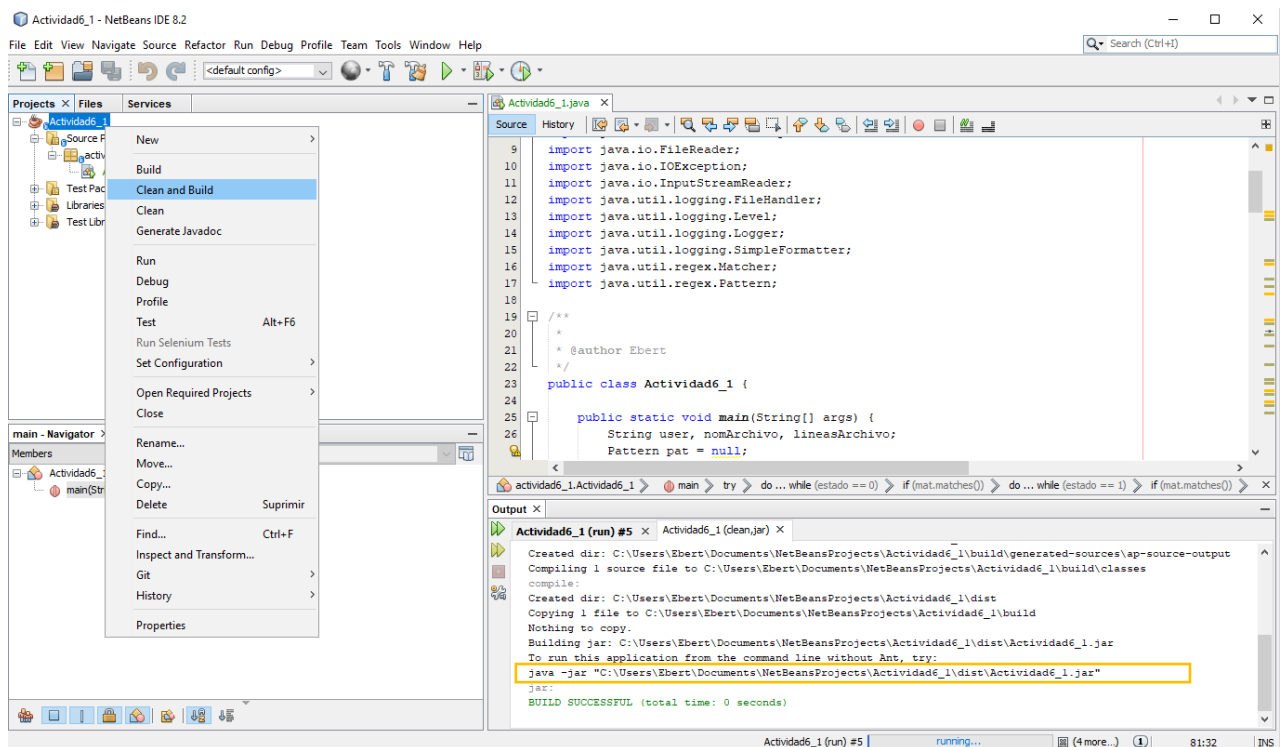 Actividad6_1 - NetBeans IDE 8.2
File Edit View Navigate Source Refactor Run Debug Profile Team Tools Window Help
Search (Ctrl+I)
<default config>
Projects × Files Services
Actividad6_1
Source P
activ
Test Pac
Libraries
Test Libr
New
Build
Clean and Build
Clean
Generate Javadoc
Run
Debug
Profile
Test Alt+F6
Run Selenium Tests
Set Configuration
Open Required Projects
Close
Rename...
Move...
Copy...
Delete Suprimir
Find... Ctrl+F
Inspect and Transform...
Git
History
Properties
main - Navigator
Members
Actividad6_
main(Str
Actividad6_1.java ×
Source History
9 import java.io.FileReader;
10 import java.io.IOException;
11 import java.io.InputStreamReader;
12 import java.util.logging.FileHandler;
13 import java.util.logging.Level;
14 import java.util.logging.Logger;
15 import java.util.logging.SimpleFormatter;
16 import java.util.regex.Matcher;
17 import java.util.regex.Pattern;
18
19 /**
20 *
21 * @author Ebert
22 */
23 public class Actividad6_1 {
24
25 public static void main(String[] args) {
26 String user, nomArchivo, lineasArchivo;
Pattern pat = null;
actividad6_1.Actividad6_1 main try do ... while (estado == 0) if (mat.matches()) do ... while (estado == 1) if (mat.matches())
Output ×
Actividad6_1 (run) #5 × Actividad6_1 (clean,jar) ×
Created dir: C:\Users\Ebert\Documents\NetBeansProjects\Actividad6_1\build\generated-sources\ap-source-output
Compiling 1 source file to C:\Users\Ebert\Documents\NetBeansProjects\Actividad6_1\build\classes
compile:
Created dir: C:\Users\Ebert\Documents\NetBeansProjects\Actividad6_1\dist
Copying 1 file to C:\Users\Ebert\Documents\NetBeansProjects\Actividad6_1\build
Nothing to copy.
Building jar: C:\Users\Ebert\Documents\NetBeansProjects\Actividad6_1\dist\Actividad6_1.jar
To run this application from the command line without Ant, try:
java -jar "C:\Users\Ebert\Documents\NetBeansProjects\Actividad6_1\dist\Actividad6_1.jar"
jar:
BUILD SUCCESSFUL (total time: 0 seconds)
Actividad6_1 (run) #5 running... (4 more...) 1 81:32 INS